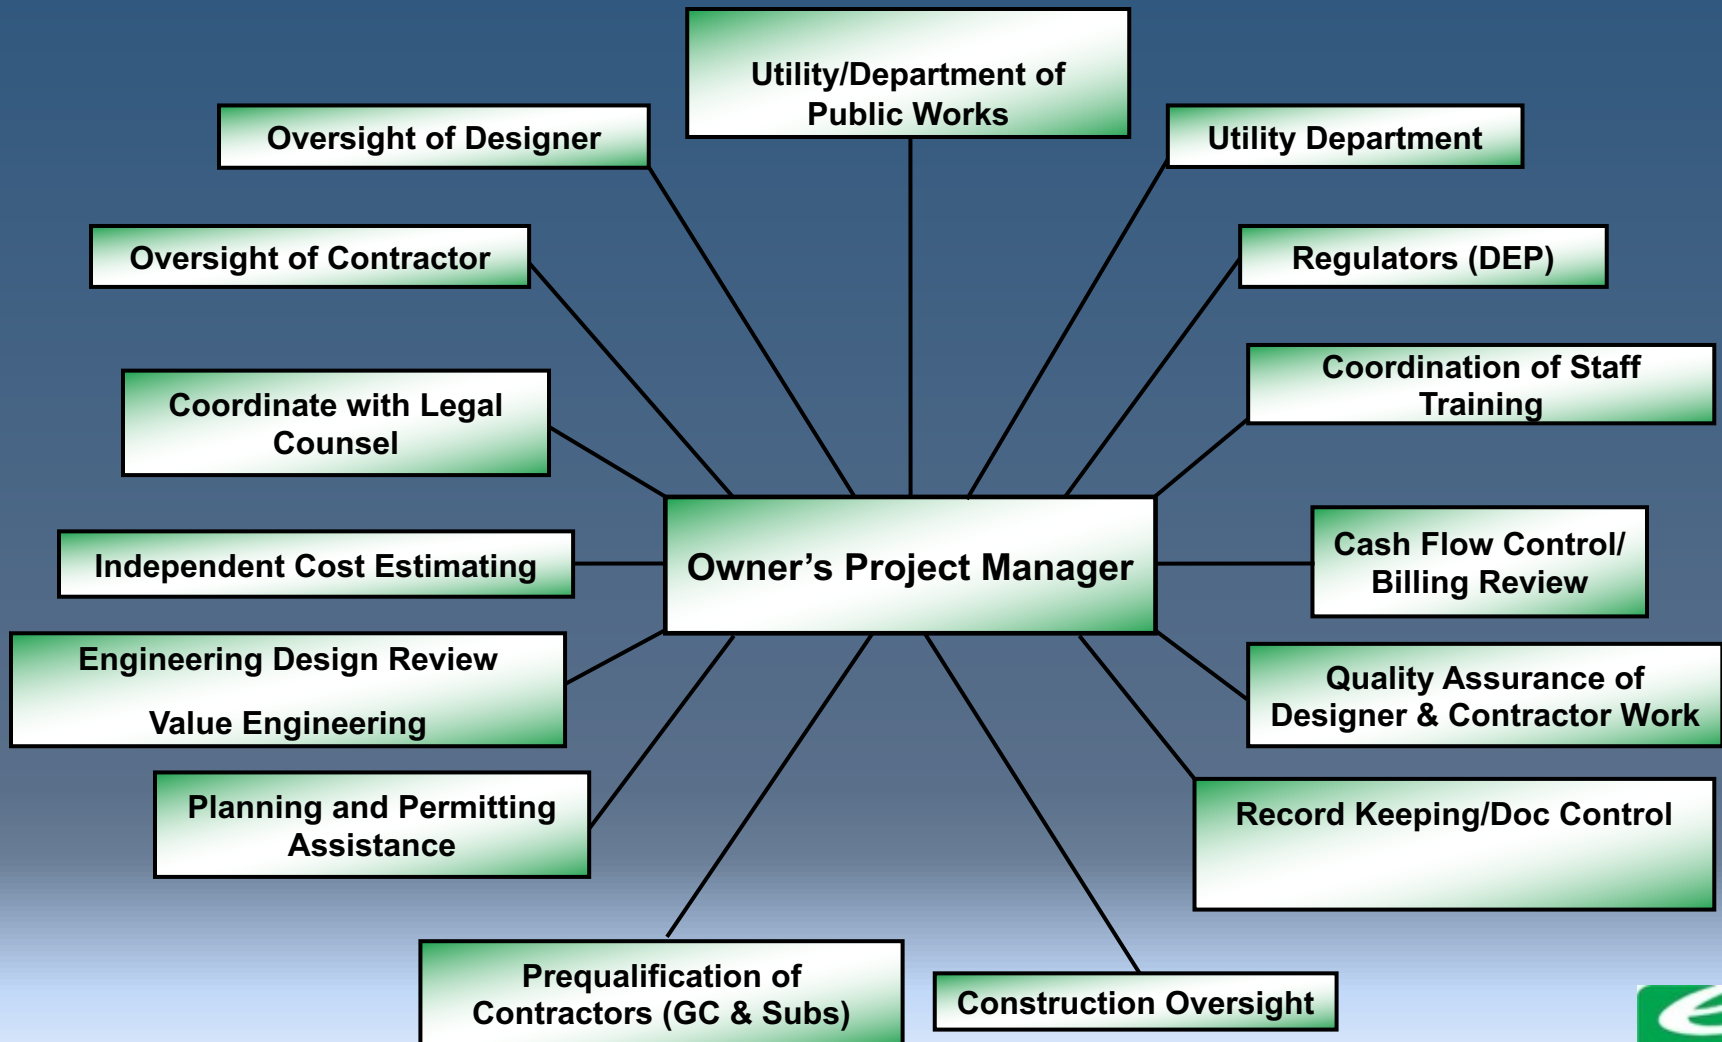 Utility/Department of
Public Works
Oversight of Designer
Utility Department
Oversight of Contractor
Regulators (DEP)
Coordinate with Legal
Counsel
Coordination of Staff
Training
Independent Cost Estimating
Owner’s Project Manager
Cash Flow Control/
Billing Review
Engineering Design Review
Value Engineering
Quality Assurance of
Designer & Contractor Work
Planning and Permitting
Assistance
Record Keeping/Doc Control
Prequalification of
Contractors (GC & Subs)
Construction Oversight